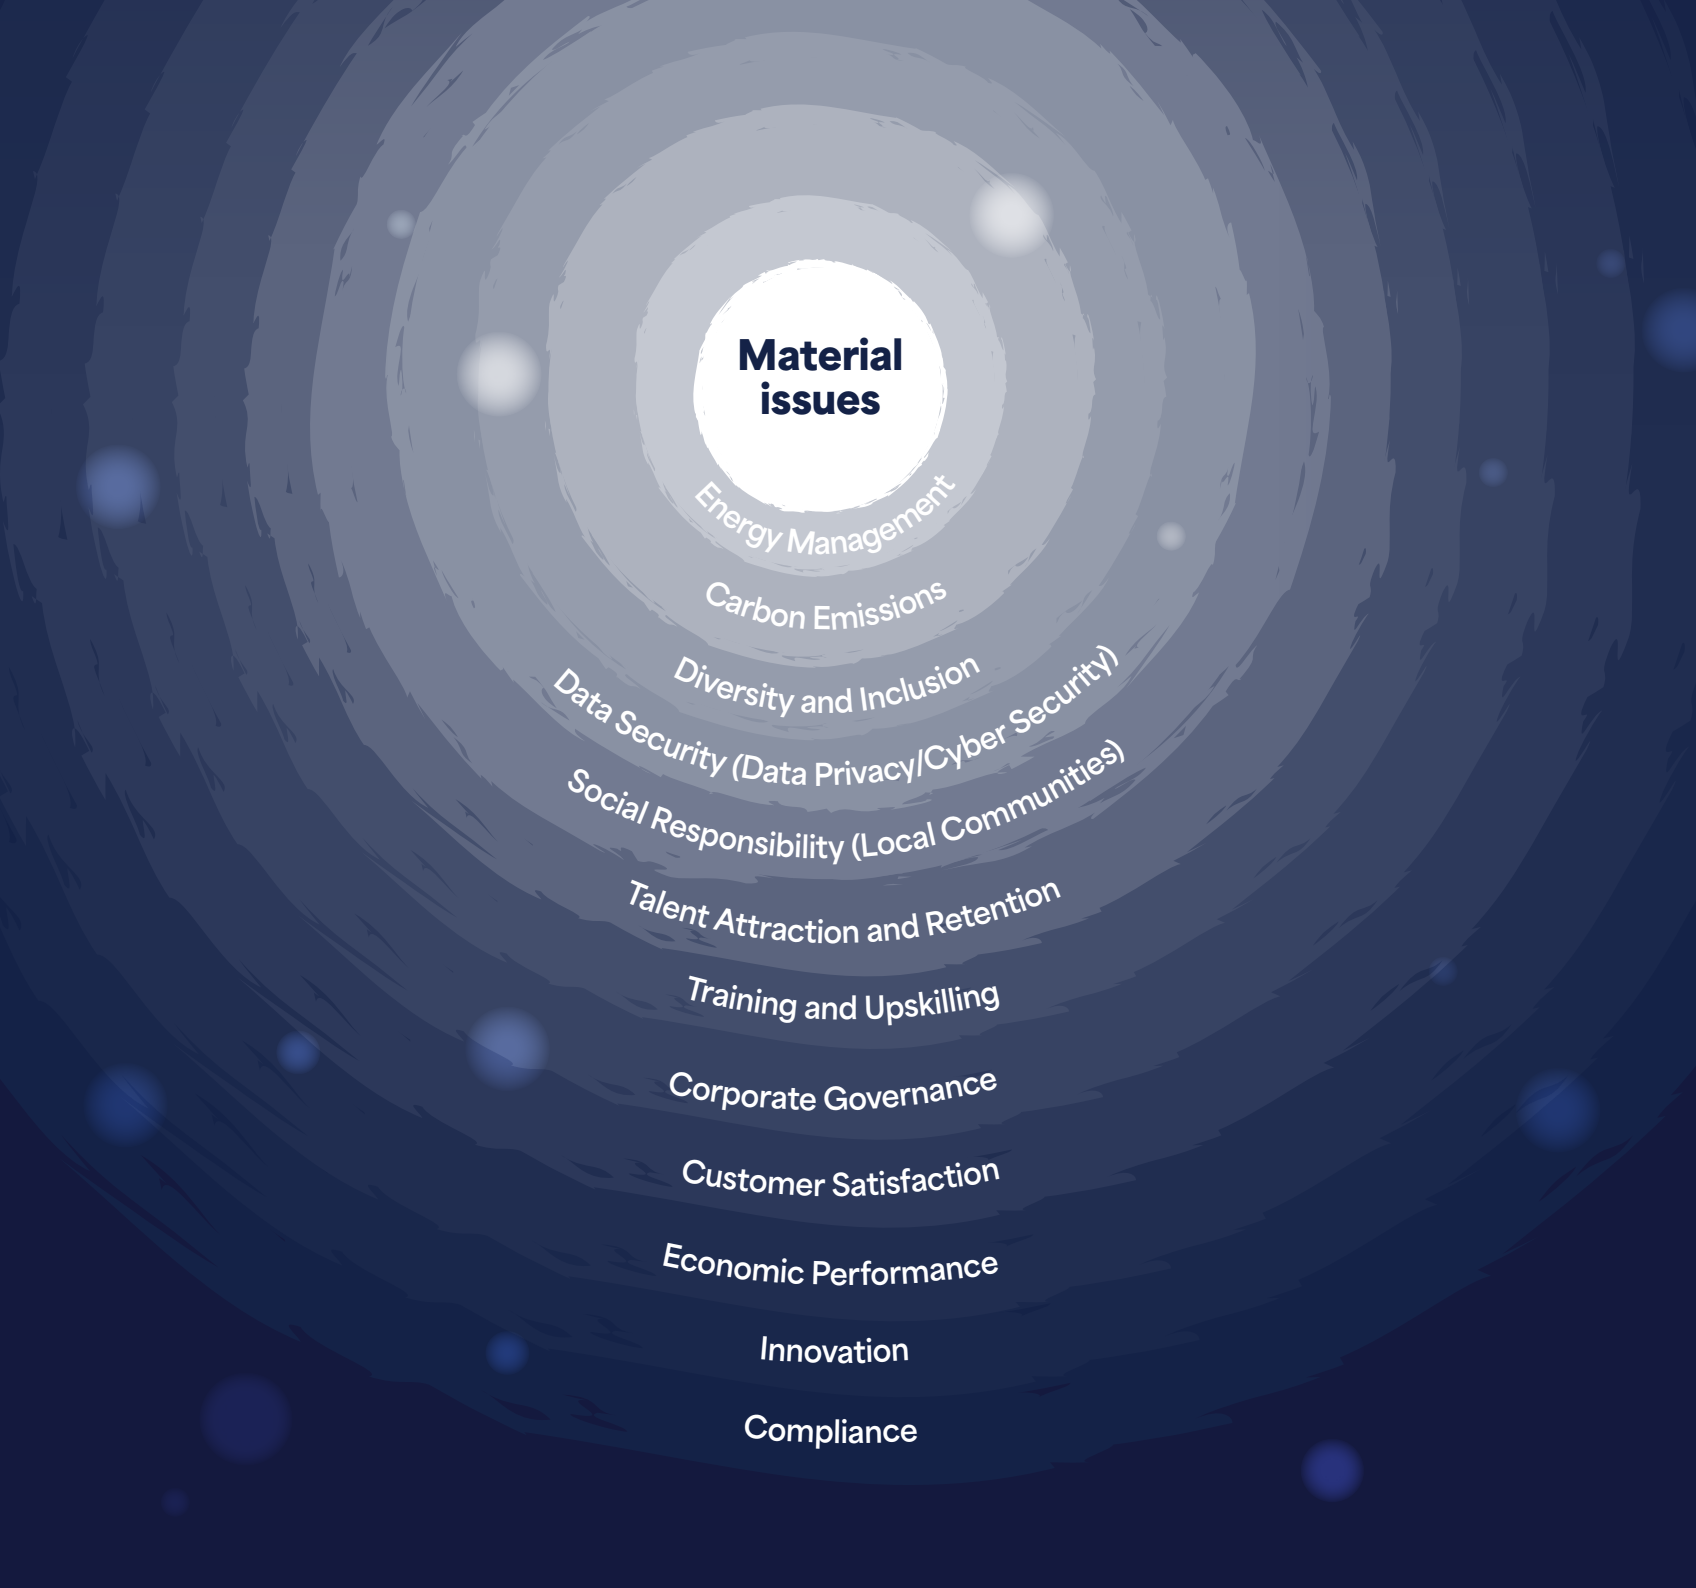 Material
issues
Energy Management
Carbon Emissions
Diversity and Inclusion
Data Security (Data Privacy/Cyber Security)
Social Responsibility (Local Communities)
Talent Attraction and Retention
Training and Upskilling
Corporate Governance
Customer Satisfaction
Economic Performance
Innovation
Compliance